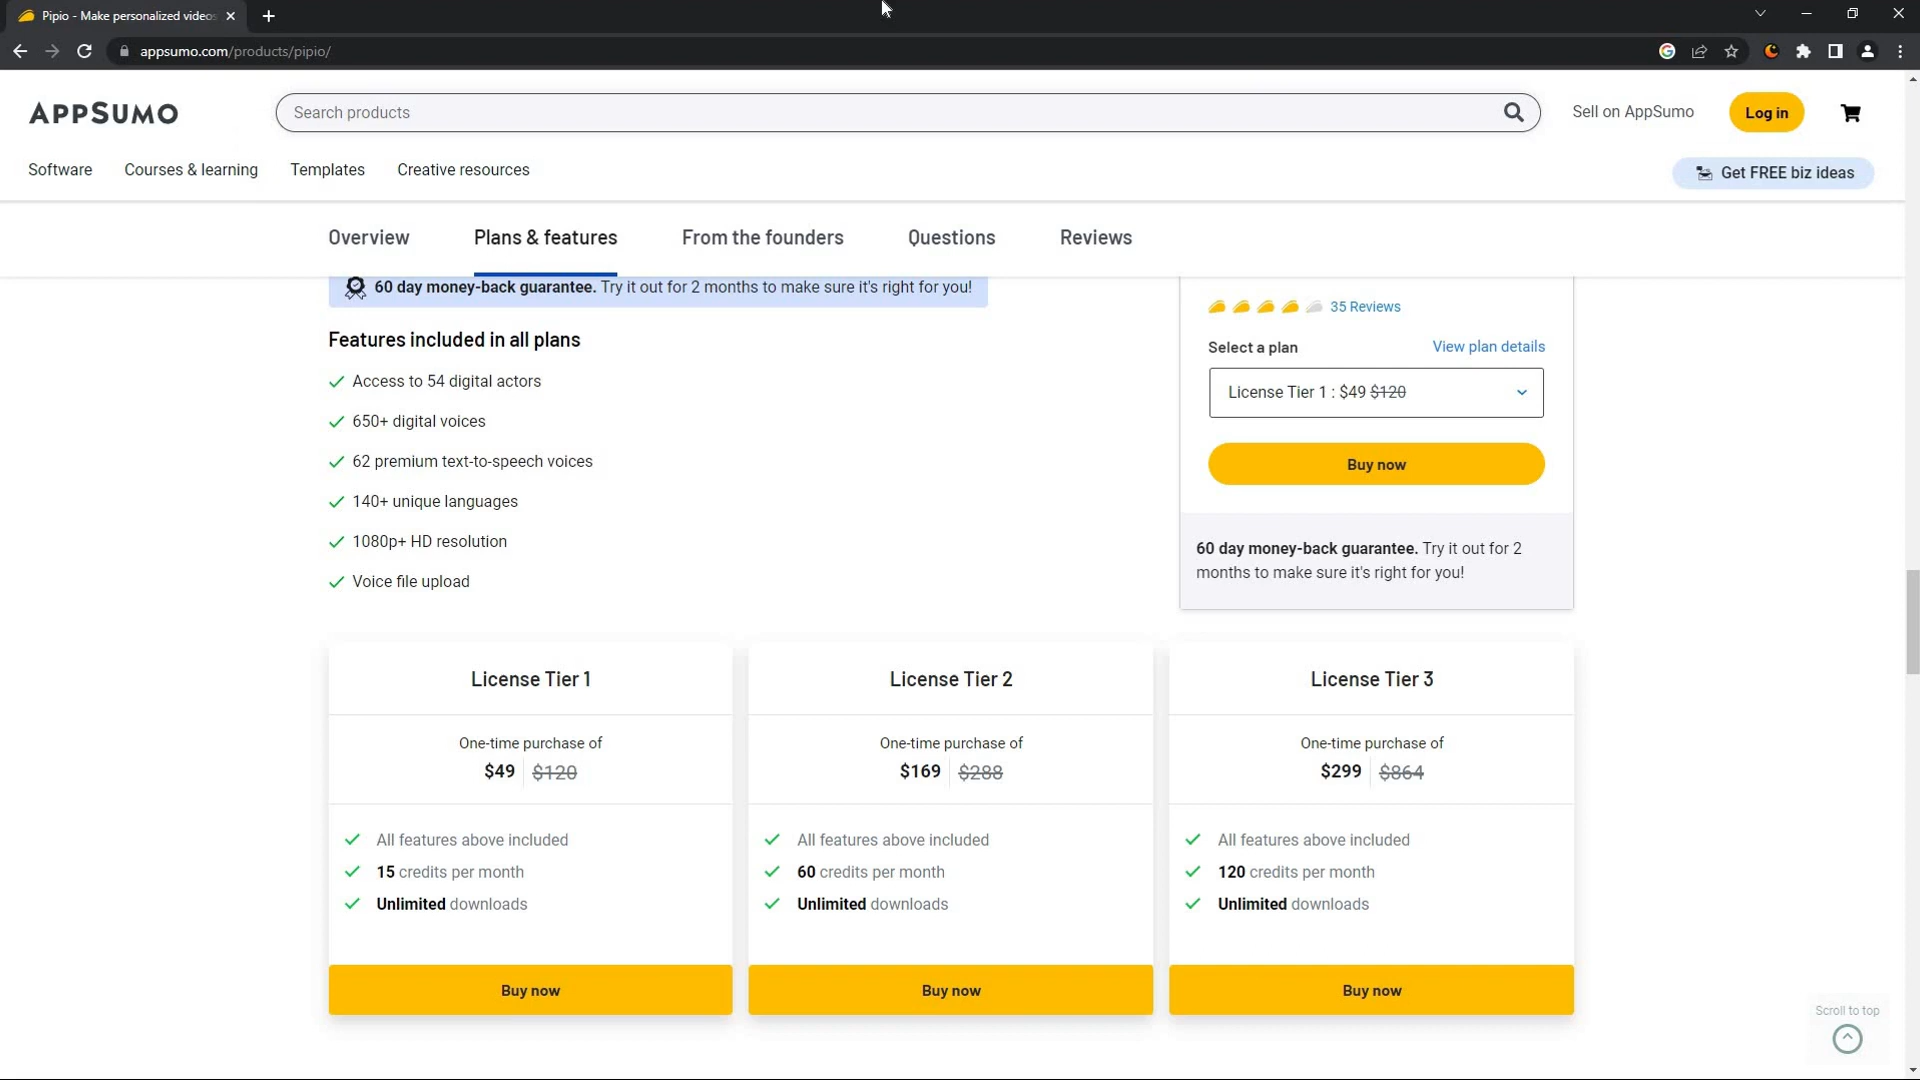 Pipio - Make personalized videos
appsumo.com/products/pipio/
APPSUMO
Search products
Sell on AppSumo
Log in
Software
Courses & learning
Templates
Creative resources
Get FREE biz ideas
Overview
Plans & features
From the founders
Questions
Reviews
60 day money-back guarantee. Try it out for 2 months to make sure it's right for you!
Features included in all plans
Access to 54 digital actors
650+ digital voices
62 premium text-to-speech voices
140+ unique languages
1080p+ HD resolution
Voice file upload
35 Reviews
Select a plan
View plan details
License Tier 1 : $49 $120
Buy now
60 day money-back guarantee. Try it out for 2
months to make sure it's right for you!
License Tier 1
One-time purchase of
$49 $120
All features above included
15 credits per month
Unlimited downloads
Buy now
License Tier 2
One-time purchase of
$169 $288
All features above included
60 credits per month
Unlimited downloads
Buy now
License Tier 3
One-time purchase of
$299 $864
All features above included
120 credits per month
Unlimited downloads
Buy now
Scroll to top